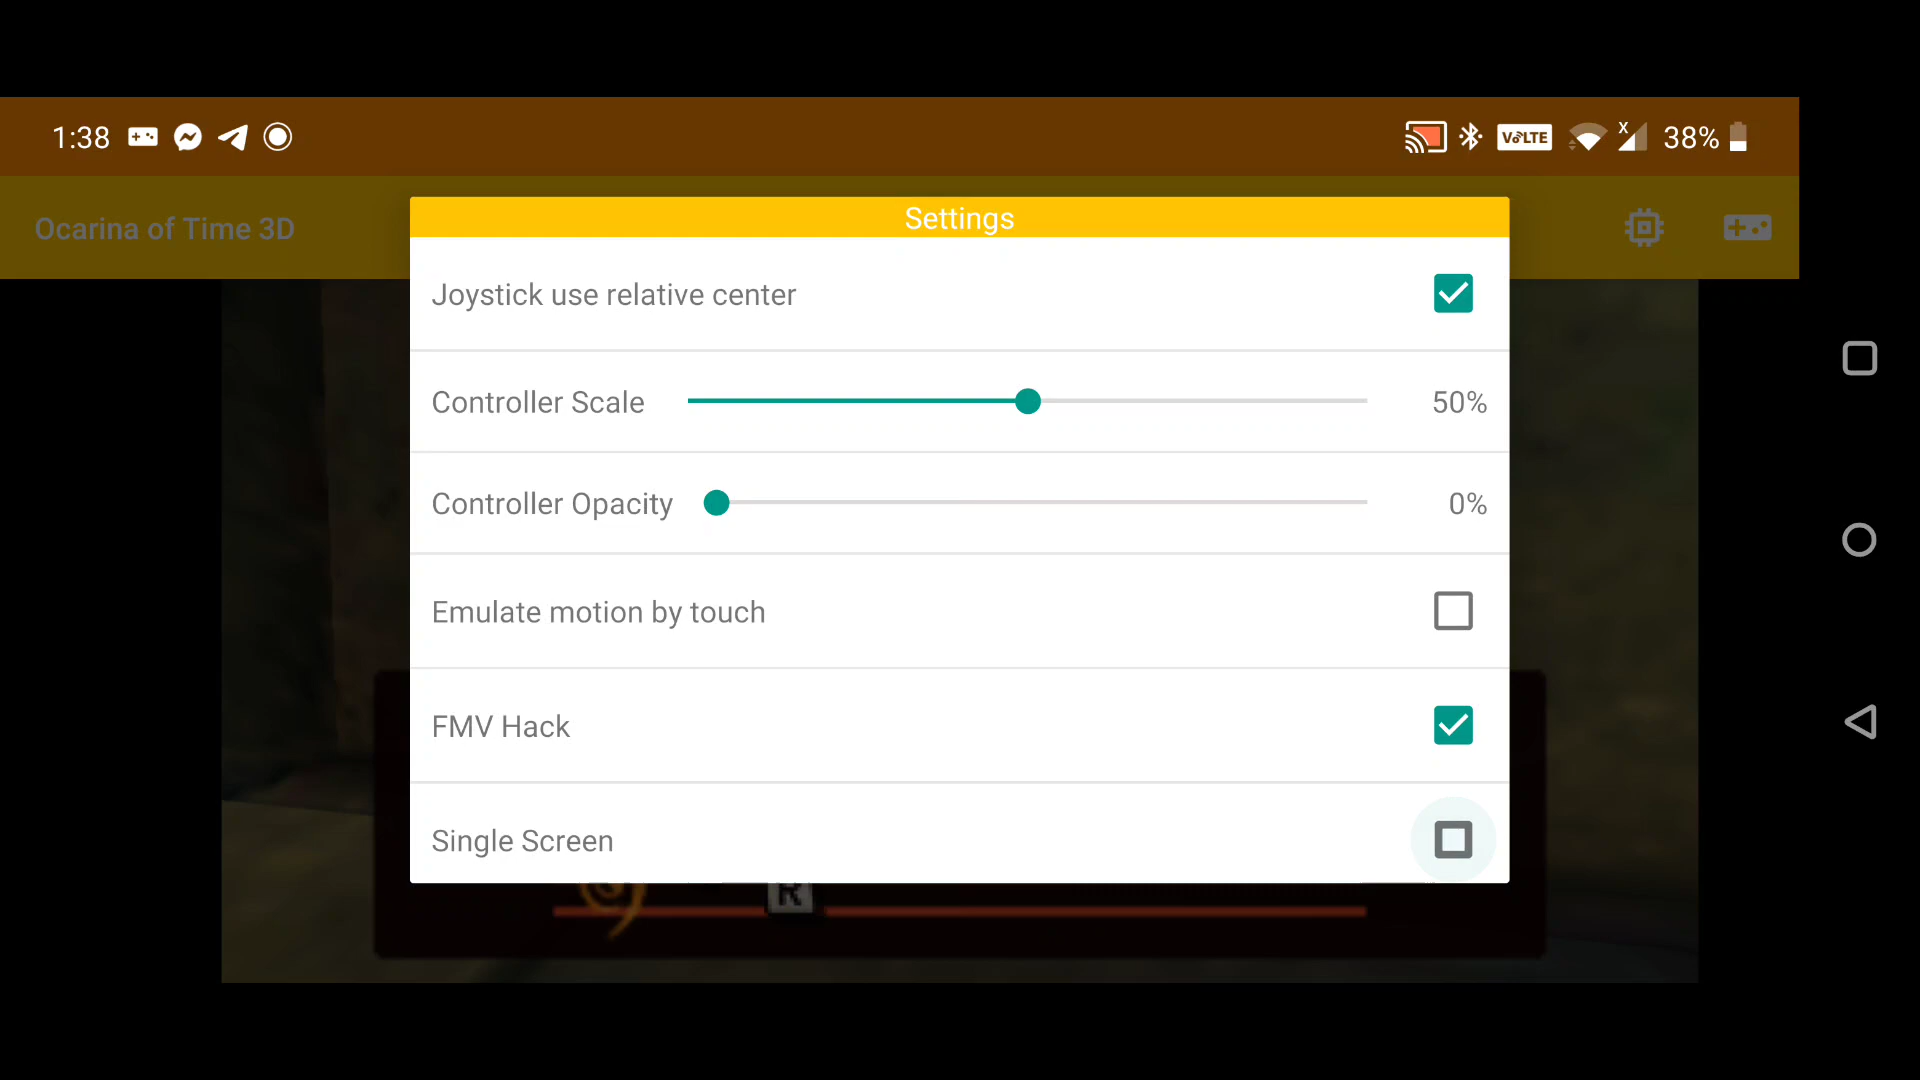 1:38
VoLTE
X
38%
Ocarina of Time 3D
Settings
Joystick use relative center
Controller Scale
50%
Controller Opacity
0%
Emulate motion by touch
FMV Hack
Single Screen
R